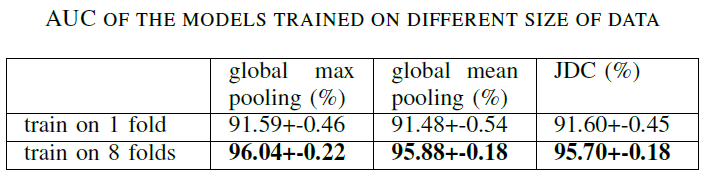 AUC OF THE MODELS TRAINED ON DIFFERENT SIZE OF DATA
global max pooling (%) global mean pooling (%) JDC (%)
train on 1 fold 91.59+-0.46 91.48+-0.54 91.60+-0.45
train on 8 folds 96.04+-0.22 95.88+-0.18 95.70+-0.18